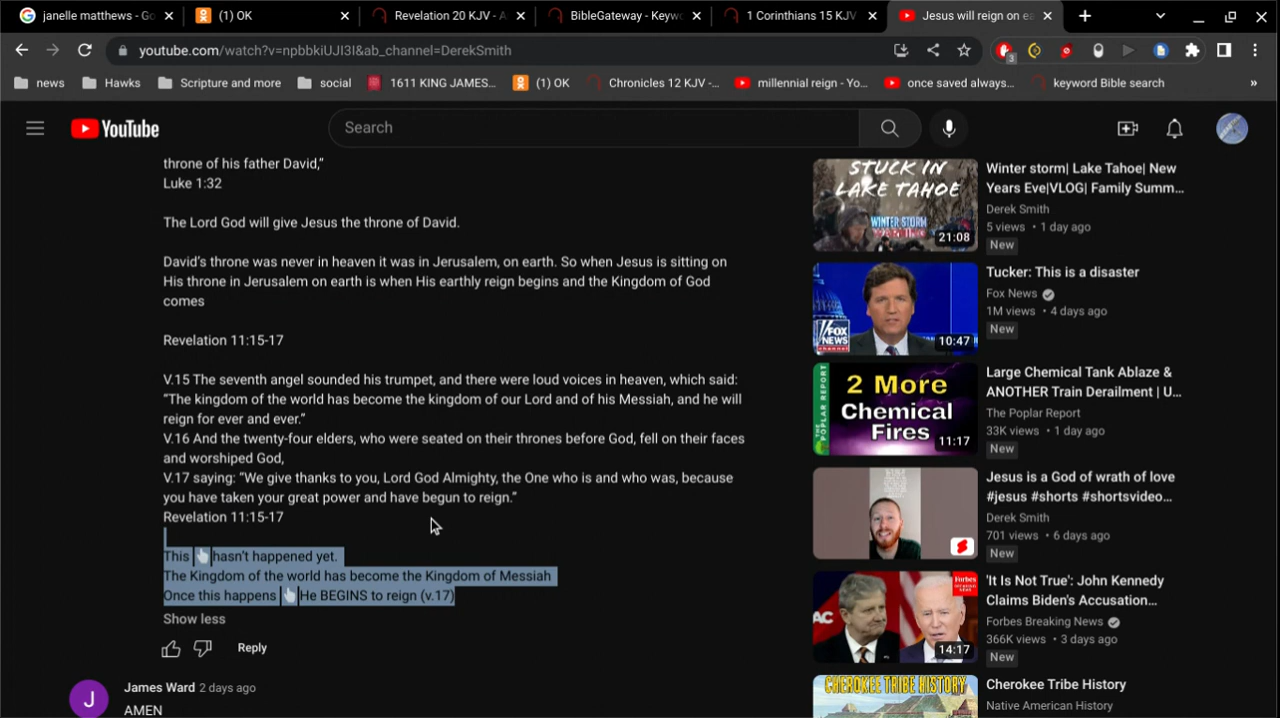 janelle matthews - Go
(1) OK
Revelation 20 KJV - A
BibleGateway - Keyw
1 Corinthians 15 KJV
Jesus will reign on ea
youtube.com/watch?v=npbbkiUJI3I&ab_channel=DerekSmith
3
news
Hawks
Scripture and more
social
1611 KING JAMES...
(1) OK
Chronicles 12 KJV -...
millennial reign - Yo...
once saved always...
keyword Bible search
»
YouTube
Search
throne of his father David,”
Luke 1:32
The Lord God will give Jesus the throne of David.
David’s throne was never in heaven it was in Jerusalem, on earth. So when Jesus is sitting on
His throne in Jerusalem on earth is when His earthly reign begins and the Kingdom of God
comes
Revelation 11:15-17
V.15 The seventh angel sounded his trumpet, and there were loud voices in heaven, which said:
“The kingdom of the world has become the kingdom of our Lord and of his Messiah, and he will
reign for ever and ever.”
V.16 And the twenty-four elders, who were seated on their thrones before God, fell on their faces
and worshiped God,
V.17 saying: “We give thanks to you, Lord God Almighty, the One who is and who was, because
you have taken your great power and have begun to reign.”
Revelation 11:15-17
This 👆 hasn’t happened yet.
The Kingdom of the world has become the Kingdom of Messiah
Once this happens 👆 He BEGINS to reign (v.17)
Show less
Reply
J
James Ward 2 days ago
AMEN
STUCK IN
LAKE TAHOE
WINTER STORM
21:08
Winter storm| Lake Tahoe| New
Years Eve|VLOG| Family Summ...
Derek Smith
5 views • 1 day ago
New
FOX
NEWS
channel
10:47
Tucker: This is a disaster
Fox News
1M views • 4 days ago
New
THE POPLAR REPORT
2 More
Chemical
Fires
11:17
Large Chemical Tank Ablaze &
ANOTHER Train Derailment | U...
The Poplar Report
33K views • 1 day ago
New
Jesus is a God of wrath of love
#jesus #shorts #shortsvideo...
Derek Smith
701 views • 6 days ago
New
Forbes
BREAKING
NEWS
AC
14:17
'It Is Not True': John Kennedy
Claims Biden's Accusation...
Forbes Breaking News
366K views • 3 days ago
New
CHEROKEE TRIBE HISTORY
Cherokee Tribe History
Native American History